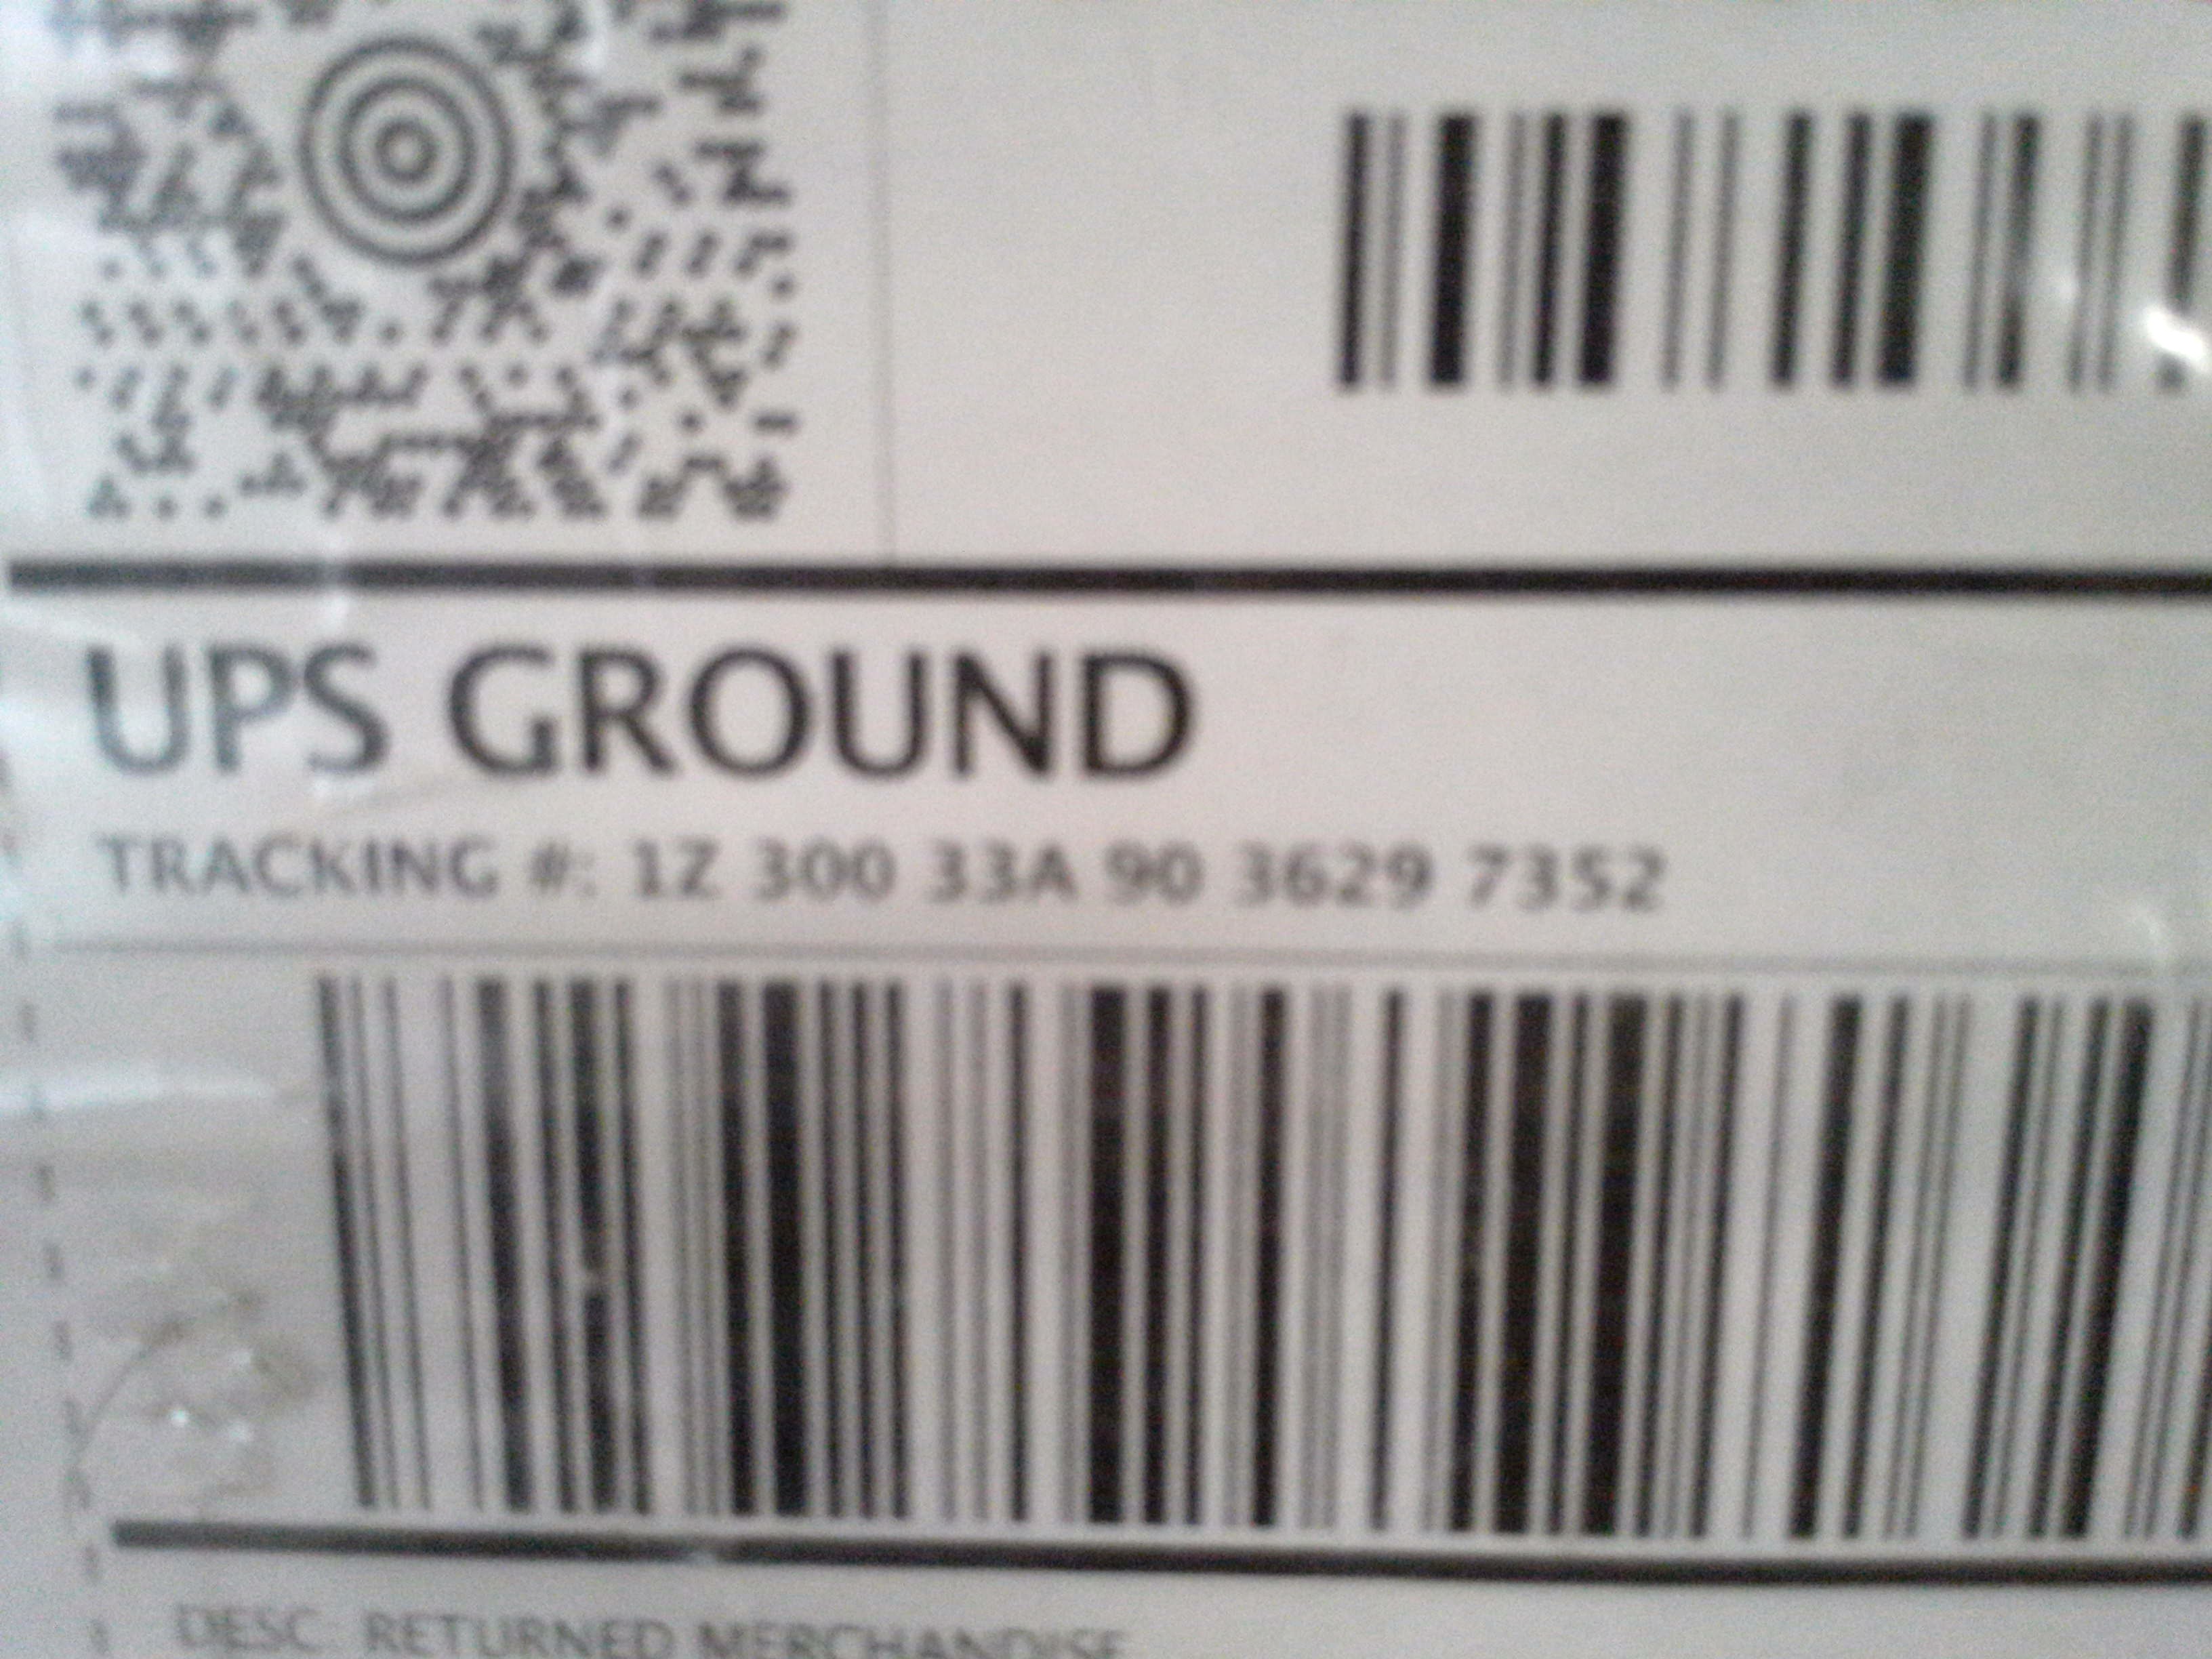 UPS GROUND
TRACKING #: 1Z 300 33A 90 3629 7352
DESC: RETURNED MERCHANDISE